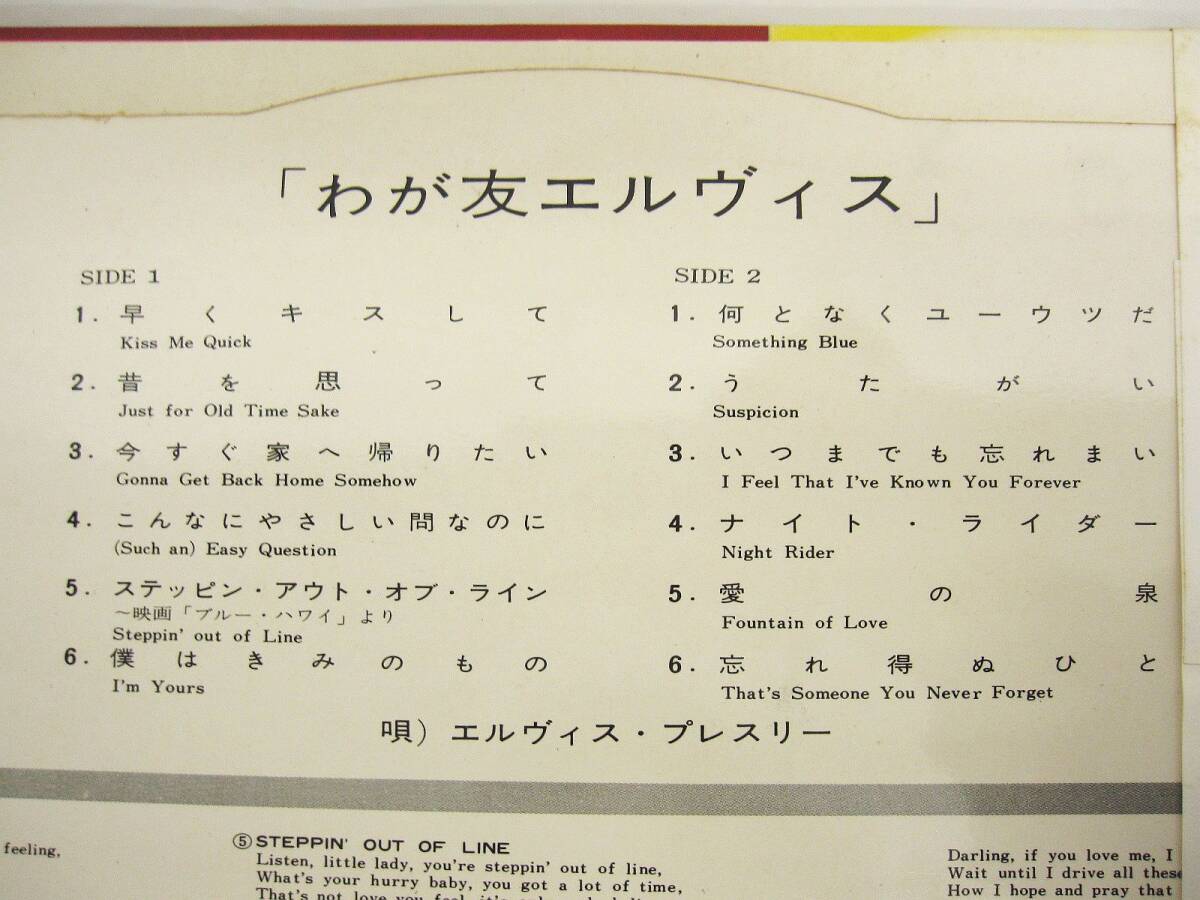 「わが友エルヴィス」
SIDE 1
1. 早くキスして
Kiss Me Quick
2. 昔を思って
Just for Old Time Sake
3. 今すぐ家へ帰りたい
Gonna Get Back Home Somehow
4. こんなにやさしい問なのに
(Such an) Easy Question
5. ステッピン・アウト・オブ・ライン
～映画「ブルー・ハワイ」より
Steppin' out of Line
6. 僕はきみのもの
I'm Yours
SIDE 2
1. 何となくユーウツだ
Something Blue
2. うたがい
Suspicion
3. いつまでも忘れまい
I Feel That I've Known You Forever
4. ナイト・ライダー
Night Rider
5. 愛の泉
Fountain of Love
6. 忘れ得ぬひと
That's Someone You Never Forget
唄）エルヴィス・プレスリー
feeling,
⑤STEPPIN' OUT OF LINE
Listen, little lady, you're steppin' out of line,
What's your hurry baby, you got a lot of time,
That's not love you feel, it's
Darling, if you love me, I
Wait until I drive all these
How I hope and pray that